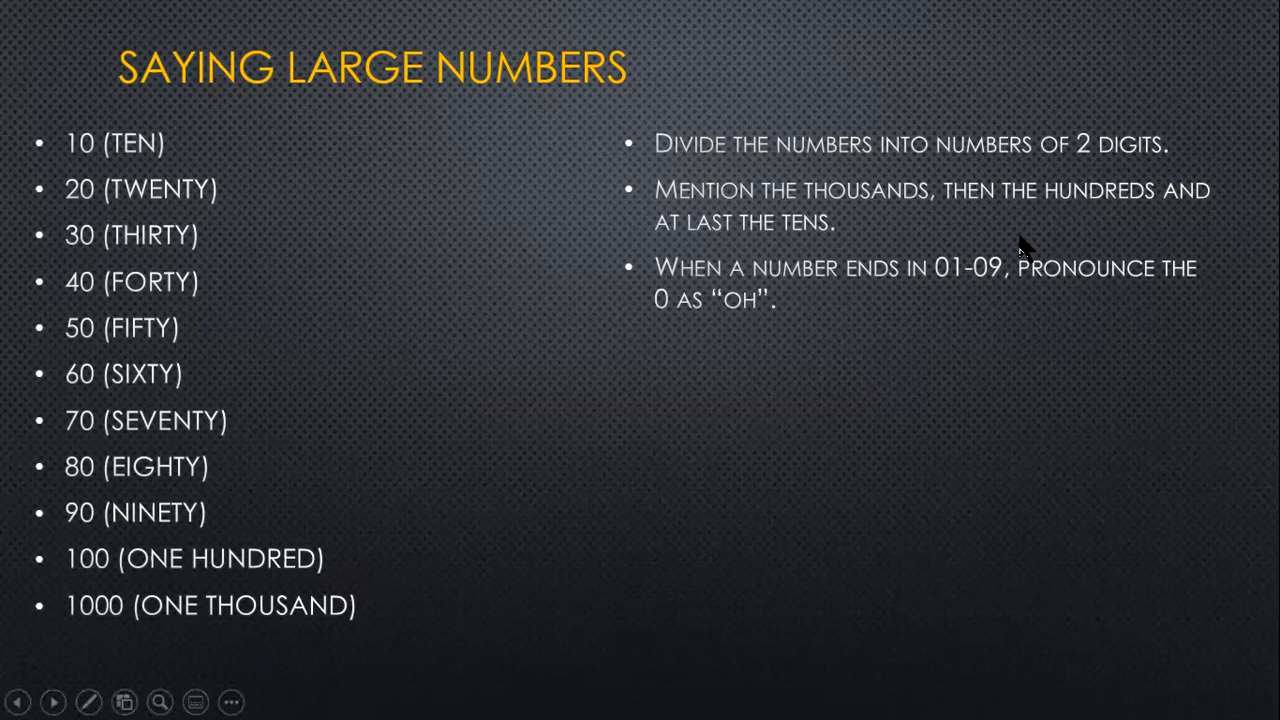 SAYING LARGE NUMBERS
• 10 (TEN)
• 20 (TWENTY)
• 30 (THIRTY)
• 40 (FORTY)
• 50 (FIFTY)
• 60 (SIXTY)
• 70 (SEVENTY)
• 80 (EIGHTY)
• 90 (NINETY)
• 100 (ONE HUNDRED)
• 1000 (ONE THOUSAND)
• DIVIDE THE NUMBERS INTO NUMBERS OF 2 DIGITS.
• MENTION THE THOUSANDS, THEN THE HUNDREDS AND
AT LAST THE TENS.
• WHEN A NUMBER ENDS IN 01-09, PRONOUNCE THE
0 AS “OH”.